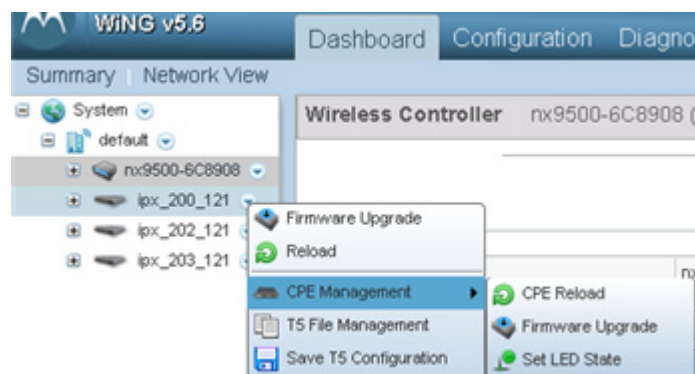 WiNG v5.6
Dashboard Configuration
Summary Network View
System
Wireless Controller nx9500-6C8908 (
default
nx9500-6C8908
ipx_200_121
Firmware Upgrade
ipx_202_121
Reload
ipx_203_121
CPE Management
CPE Reload
T5 File Management
Firmware Upgrade
Save T5 Configuration
Set LED State